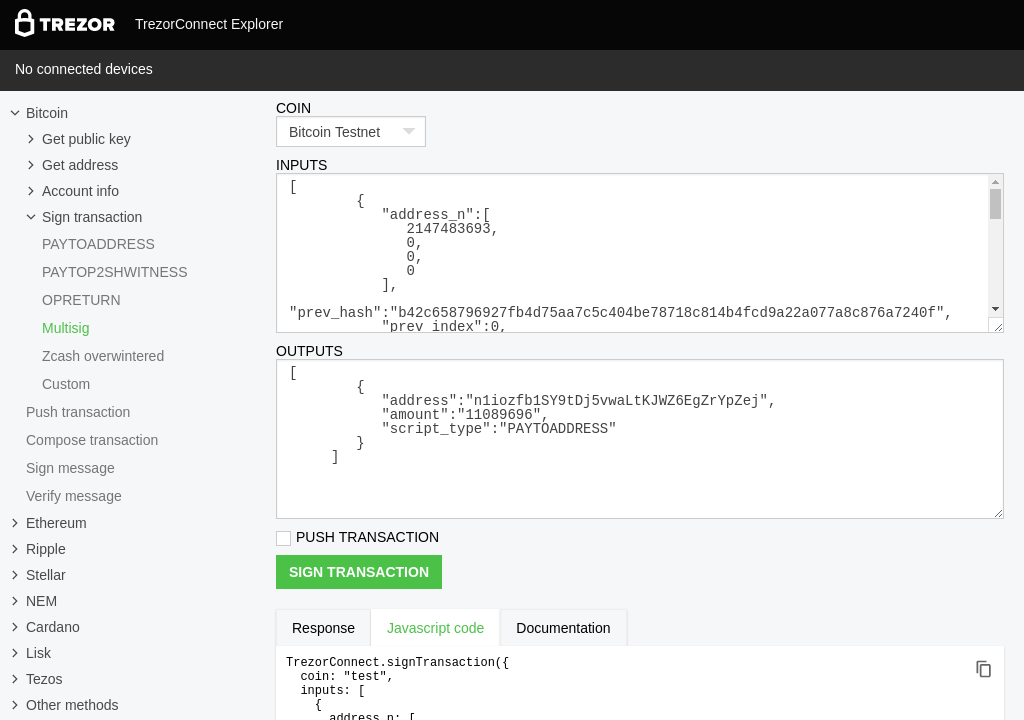 TREZOR TrezorConnect Explorer
No connected devices
Bitcoin
Get public key
Get address
Account info
Sign transaction
PAYTOADDRESS
PAYTOP2SHWITNESS
OPRETURN
Multisig
Zcash overwintered
Custom
Push transaction
Compose transaction
Sign message
Verify message
Ethereum
Ripple
Stellar
NEM
Cardano
Lisk
Tezos
Other methods
COIN
Bitcoin Testnet
INPUTS
[
{
"address_n":[
2147483693,
0,
0,
0
],
"prev_hash":"b42c658796927fb4d75aa7c5c404be78718c814b4fcd9a22a077a8c876a7240f",
"prev_index":0,
OUTPUTS
[
{
"address":"n1iozfb1SY9tDj5vwaLtKJWZ6EgZrYpZej",
"amount":"11089696",
"script_type":"PAYTOADDRESS"
}
]
PUSH TRANSACTION
SIGN TRANSACTION
Response Javascript code Documentation
TrezorConnect.signTransaction({
coin: "test",
inputs: [
{
address_n: [